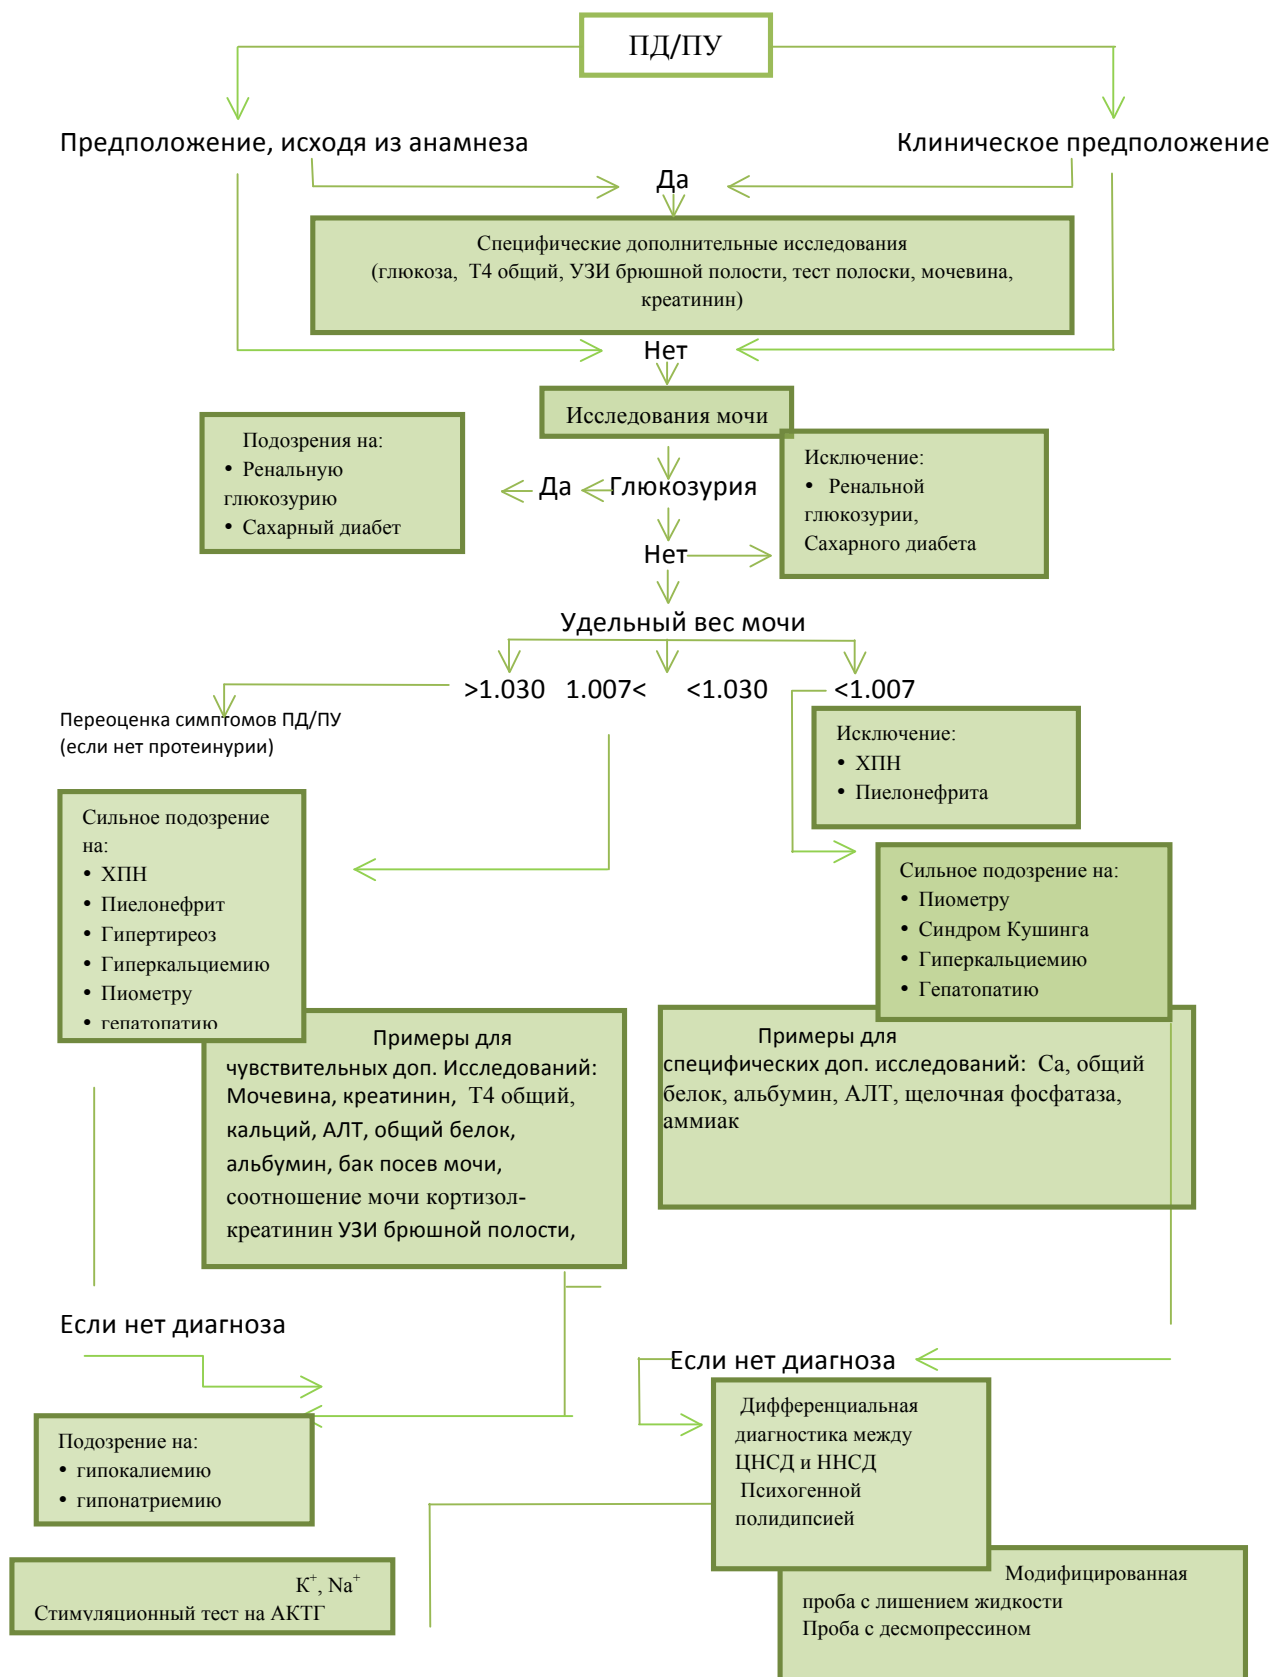 ПД/ПУ
Предположение, исходя из анамнеза
Клиническое предположение
Да
Специфические дополнительные исследования
(глюкоза, Т4 общий, УЗИ брюшной полости, тест полоски, мочевина,
креатинин)
Нет
Исследования мочи
Подозрения на:
• Ренальную
глюкозурию
• Сахарный диабет
Да
Глюкозурия
Исключение:
• Ренальной
глюкозурии,
Сахарного диабета
Нет
Удельный вес мочи
>1.030 1.007< <1.030 <1.007
Переоценка симптомов ПД/ПУ
(если нет протеинурии)
Исключение:
• ХПН
• Пиелонефрита
Сильное подозрение
на:
• ХПН
• Пиелонефрит
• Гипертиреоз
• Гиперкальциемию
• Пиометру
• гепатопатию
Сильное подозрение на:
• Пиометру
• Синдром Кушинга
• Гиперкальциемию
• Гепатопатию
Примеры для
чувствительных доп. Исследований:
Мочевина, креатинин, Т4 общий,
кальций, АЛТ, общий белок,
альбумин, бак посев мочи,
соотношение мочи кортизол-
креатинин УЗИ брюшной полости,
Примеры для
специфических доп. исследований: Са, общий
белок, альбумин, АЛТ, щелочная фосфатаза,
аммиак
Если нет диагноза
Если нет диагноза
Подозрение на:
• гипокалиемию
• гипонатриемию
K⁺, Na⁺
Стимуляционный тест на АКТГ
Дифференциальная
диагностика между
ЦНСД и ННСД
Психогенной
полидипсией
Модифицированная
проба с лишением жидкости
Проба с десмопрессином